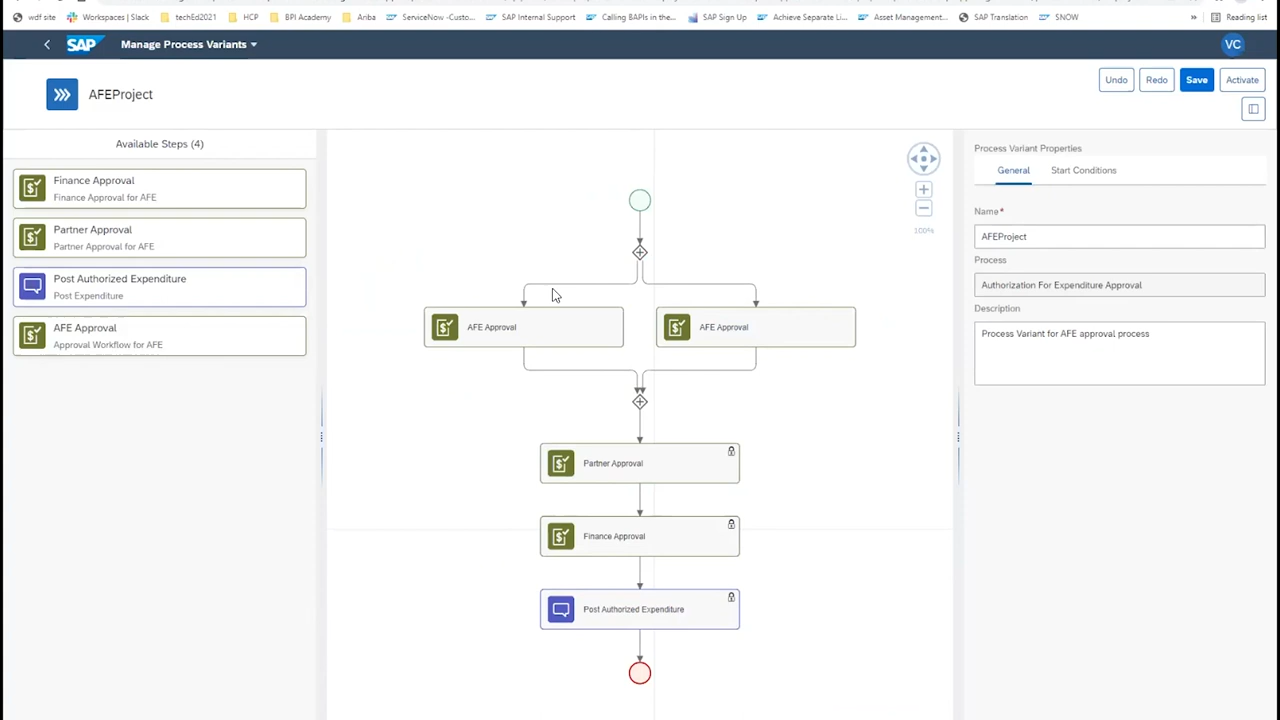 wdf site
Workspaces | Slack
techEd2021
HCP
BPI Academy
Ariba
ServiceNow -Custo...
SAP Internal Support
Calling BAPIs in the...
SAP Sign Up
Achieve Separate Li...
Asset Management...
SAP Translation
SNOW
»
Reading list
SAP
Manage Process Variants
VC
AFEProject
Undo
Redo
Save
Activate
Available Steps (4)
Finance Approval
Finance Approval for AFE
Partner Approval
Partner Approval for AFE
Post Authorized Expenditure
Post Expenditure
AFE Approval
Approval Workflow for AFE
100%
AFE Approval
AFE Approval
Partner Approval
Finance Approval
Post Authorized Expenditure
Process Variant Properties
General
Start Conditions
Name*
AFEProject
Process
Authorization For Expenditure Approval
Description
Process Variant for AFE approval process